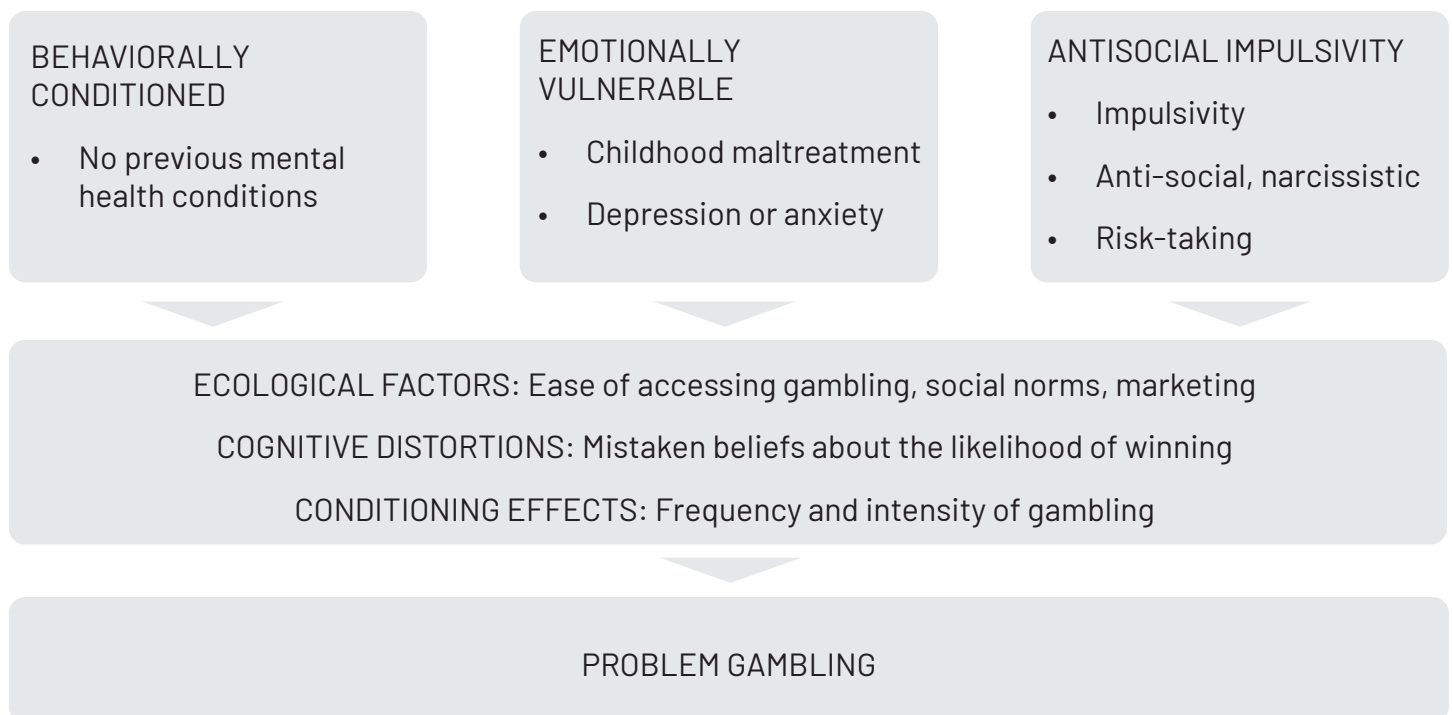 BEHAVIORALLY
CONDITIONED
• No previous mental
health conditions
EMOTIONALLY
VULNERABLE
• Childhood maltreatment
• Depression or anxiety
ANTISOCIAL IMPULSIVITY
• Impulsivity
• Anti-social, narcissistic
• Risk-taking
ECOLOGICAL FACTORS: Ease of accessing gambling, social norms, marketing
COGNITIVE DISTORTIONS: Mistaken beliefs about the likelihood of winning
CONDITIONING EFFECTS: Frequency and intensity of gambling
PROBLEM GAMBLING